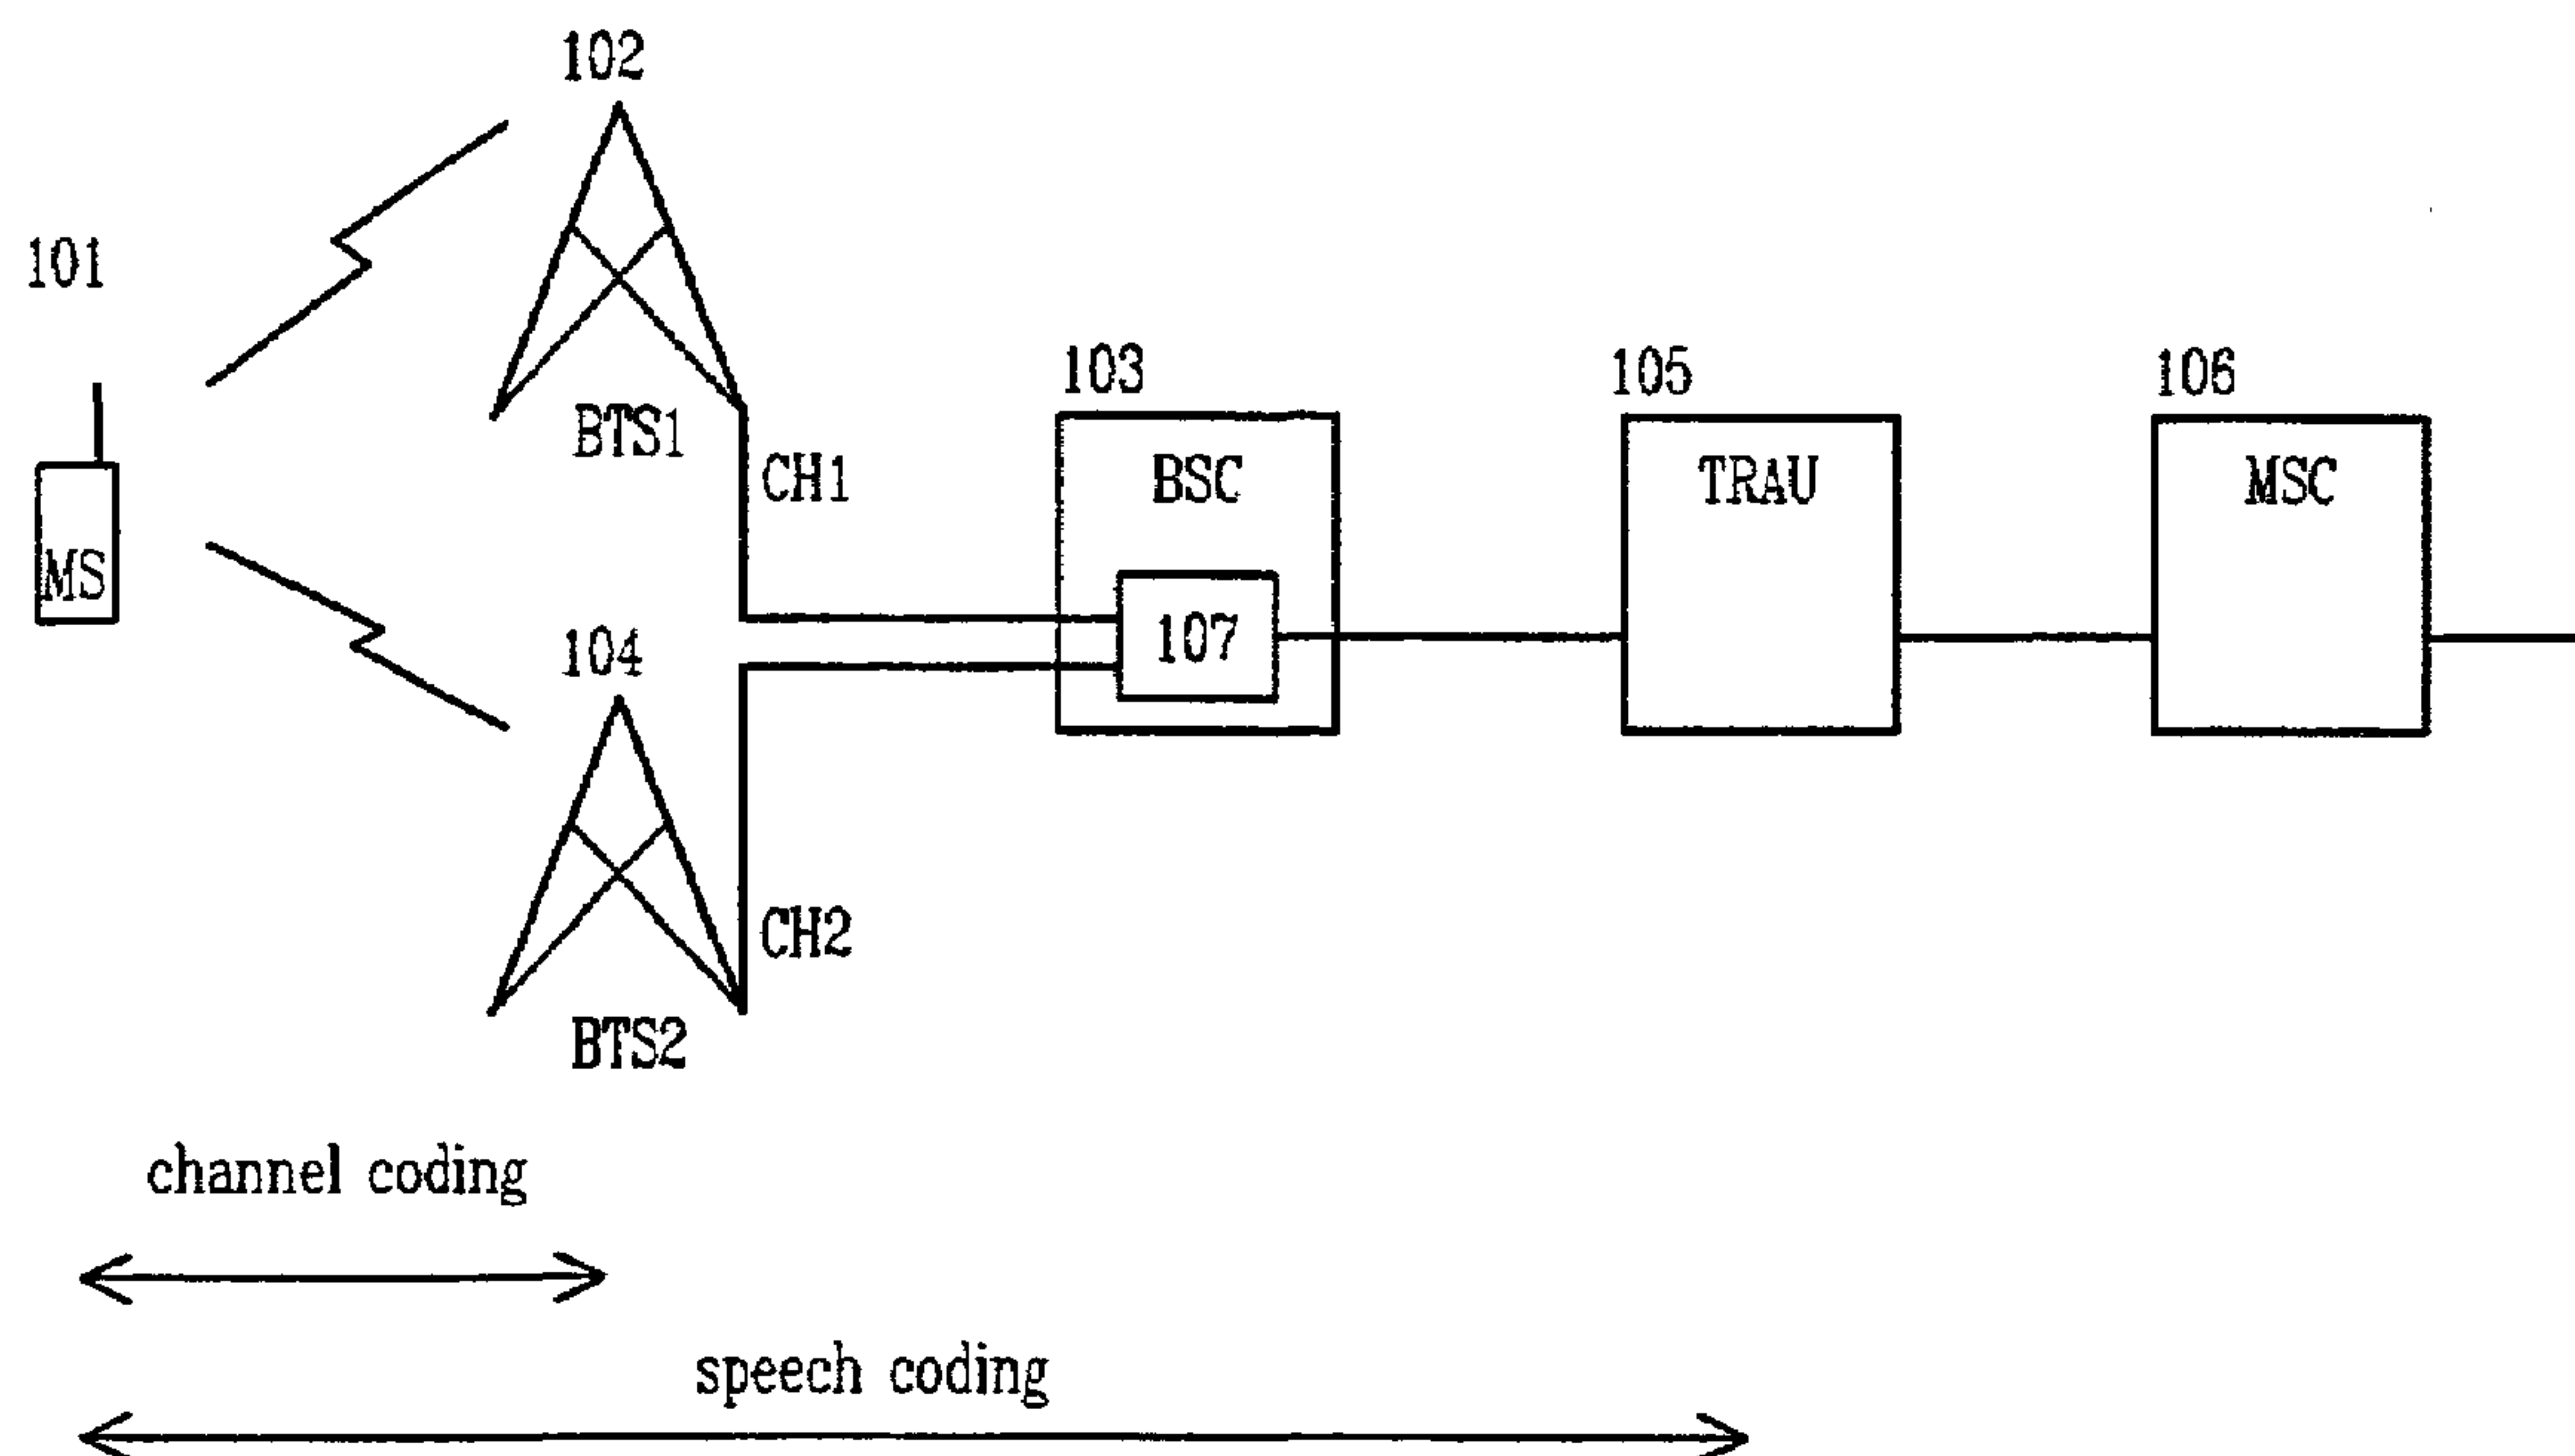 102
101
103
105
106
BTS1
CH1
BSC
TRAU
MSC
MS
107
104
CH2
BTS2
channel coding
speech coding